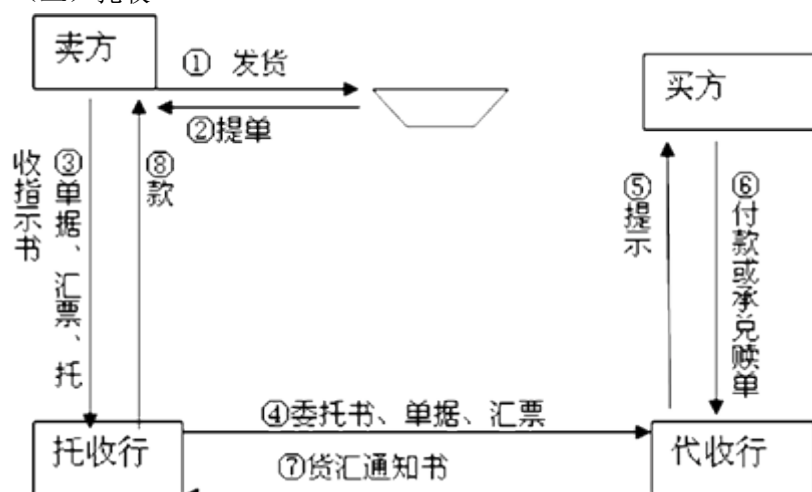 卖方
① 发货
②提单
买方
③单据、汇票、托
收指示书
⑧款
⑤提示
⑥付款或承兑赎单
④委托书、单据、汇票
⑦货汇通知书
托收行
代收行